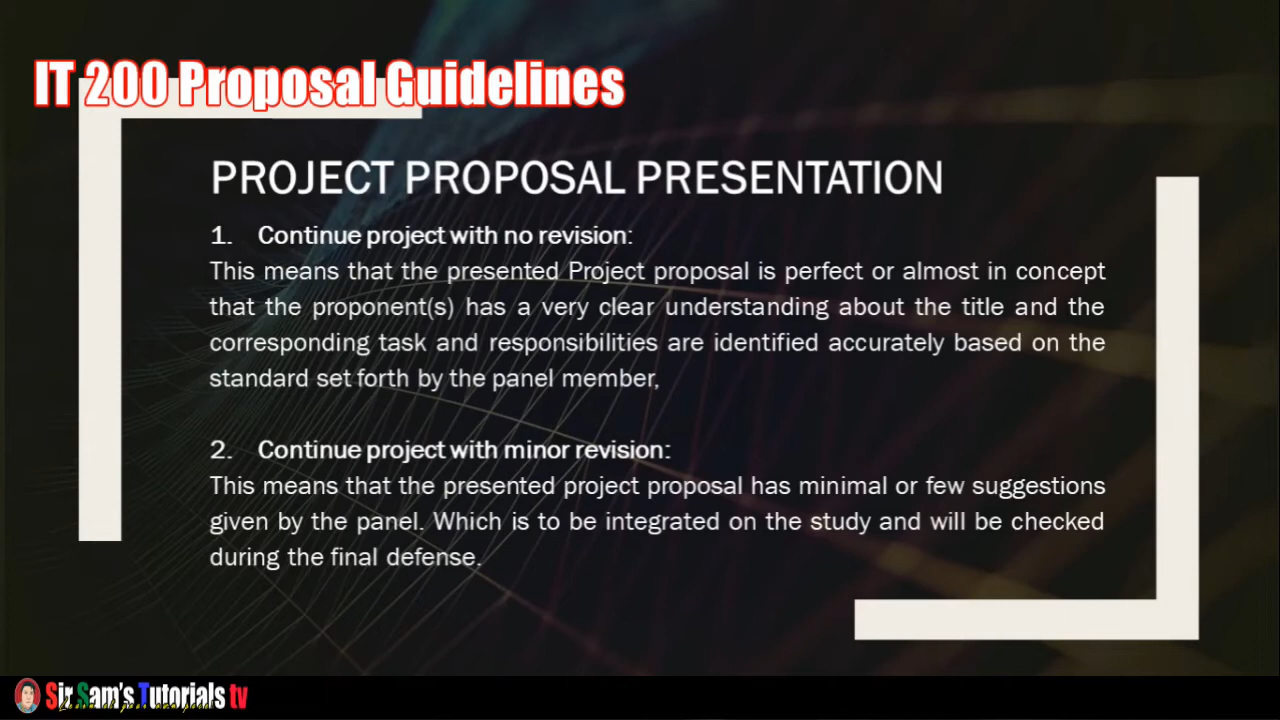 IT 200 Proposal Guidelines
PROJECT PROPOSAL PRESENTATION
1. Continue project with no revision:
This means that the presented Project proposal is perfect or almost in concept
that the proponent(s) has a very clear understanding about the title and the
corresponding task and responsibilities are identified accurately based on the
standard set forth by the panel member,
2. Continue project with minor revision:
This means that the presented project proposal has minimal or few suggestions
given by the panel. Which is to be integrated on the study and will be checked
during the final defense.
Sir Sam's Tutorials tv